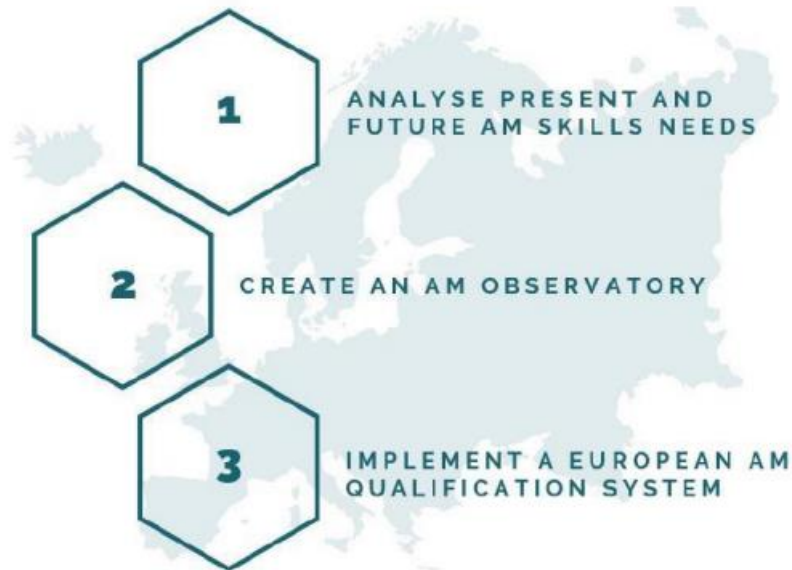 1
ANALYSE PRESENT AND
FUTURE AM SKILLS NEEDS
2
CREATE AN AM OBSERVATORY
3
IMPLEMENT A EUROPEAN AM
QUALIFICATION SYSTEM